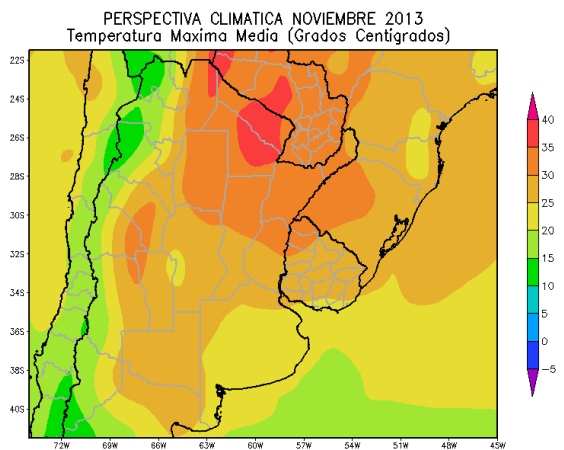 PERSPECTIVA CLIMATICA NOVIEMBRE 2013
Temperatura Maxima Media (Grados Centigrados)
22S
24S
26S
28S
30S
32S
34S
36S
38S
40S
72W 69W 66W 63W 60W 57W 54W 51W 48W 45W
40
35
30
25
20
15
10
5
0
-5